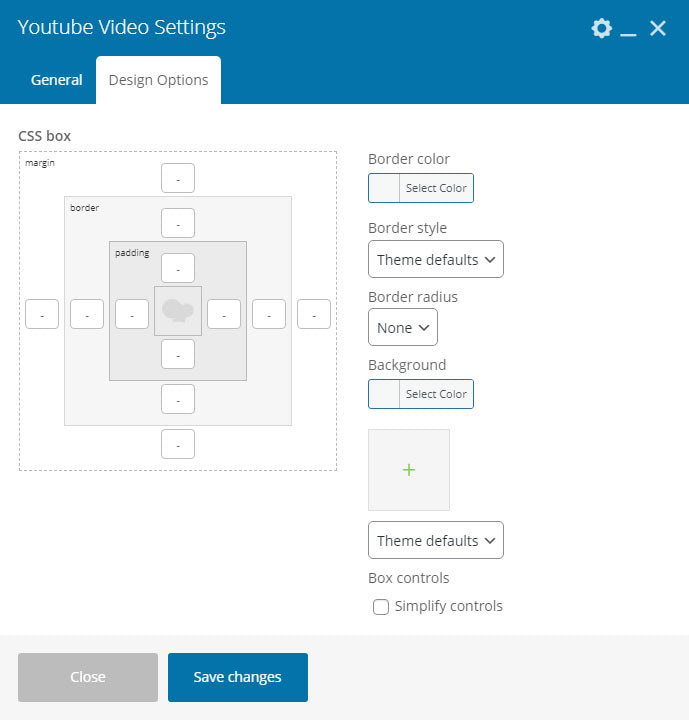 Youtube Video Settings
General
Design Options
CSS box
margin
-
border
-
padding
-
- - - - - -
-
-
-
Border color
Select Color
Border style
Theme defaults
Border radius
None
Background
Select Color
+
Theme defaults
Box controls
Simplify controls
Close
Save changes